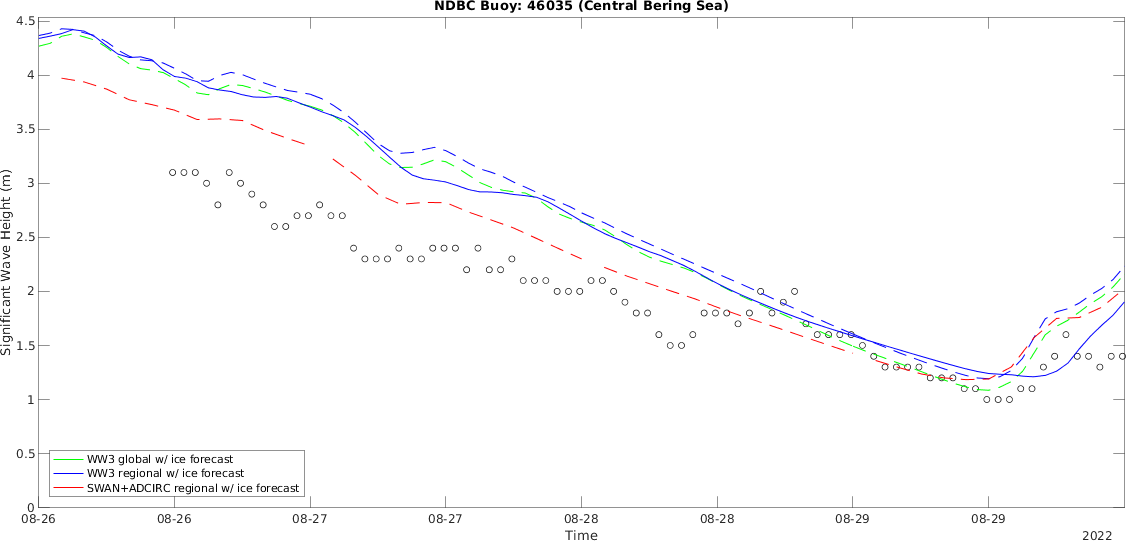 NDBC Buoy: 46035 (Central Bering Sea)
4.5
4
3.5
3
2.5
2
1.5
1
0.5
0
Significant Wave Height (m)
WW3 global w/ ice forecast
WW3 regional w/ ice forecast
SWAN+ADCIRC regional w/ ice forecast
08-26 08-26 08-27 08-27 08-28 08-28 08-29 08-29
Time
2022